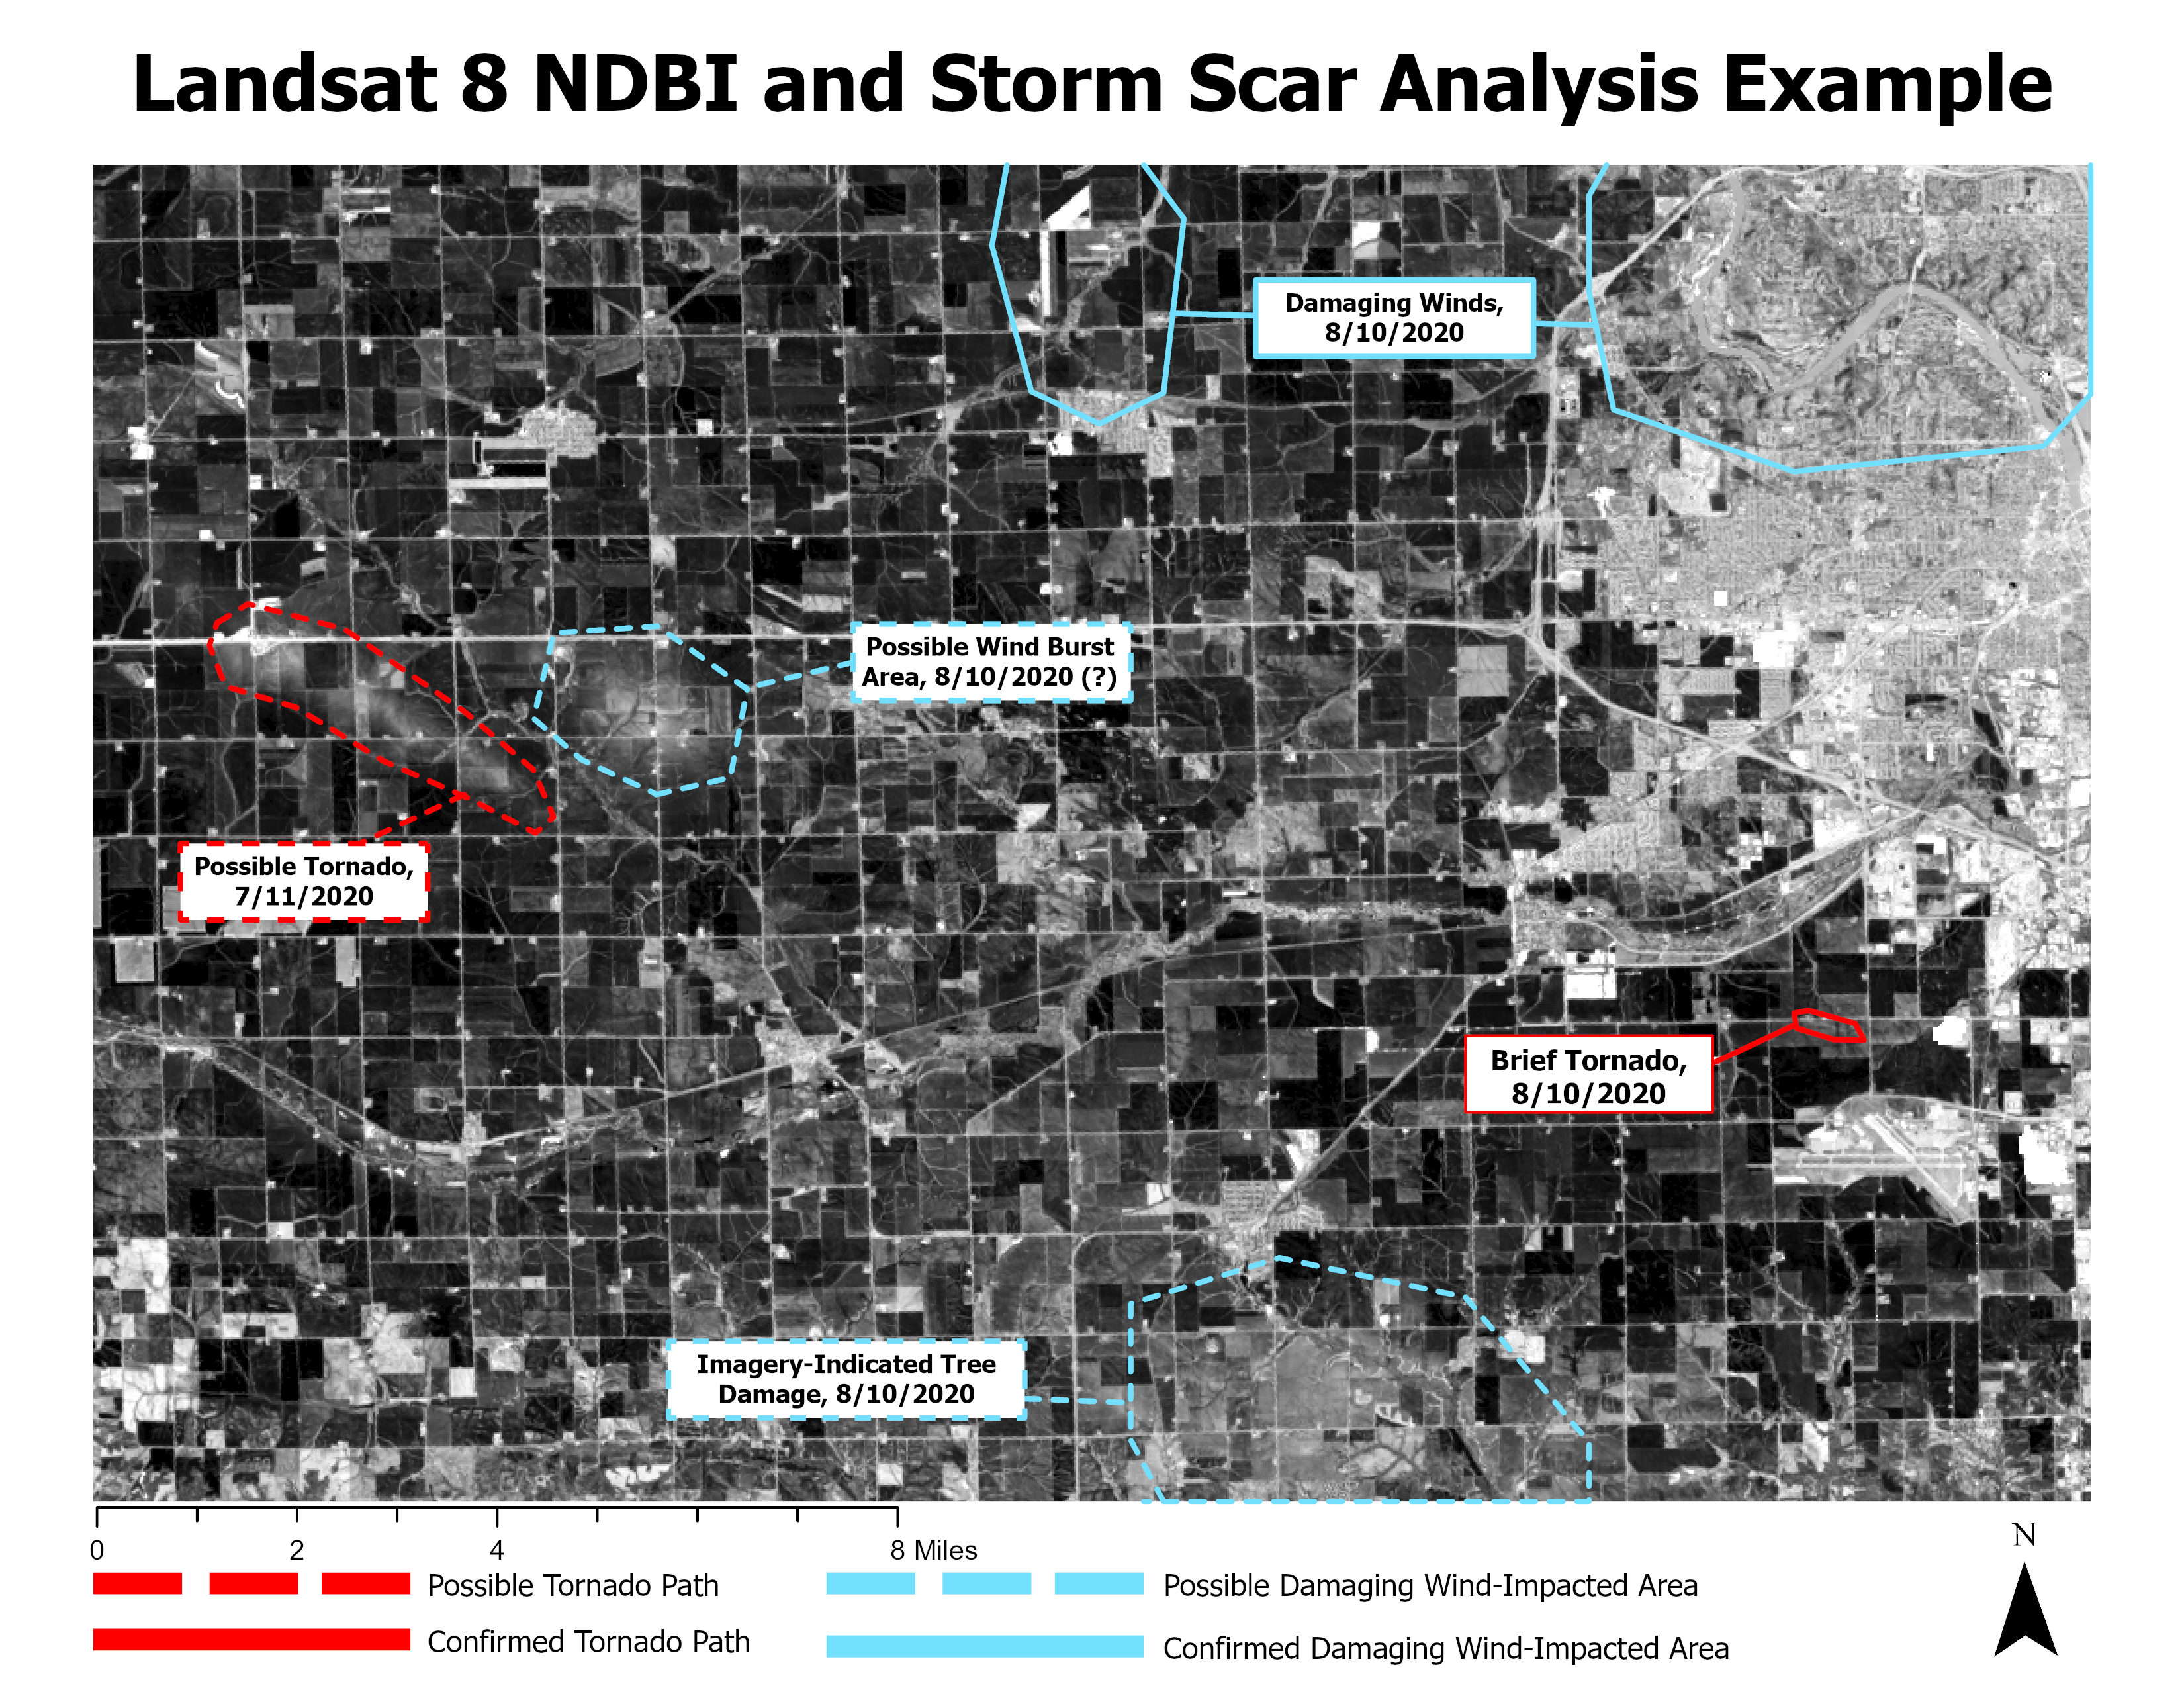 Landsat 8 NDBI and Storm Scar Analysis Example
Damaging Winds,
8/10/2020
Possible Wind Burst
Area, 8/10/2020 (?)
Possible Tornado,
7/11/2020
Brief Tornado,
8/10/2020
Imagery-Indicated Tree
Damage, 8/10/2020
0 2 4 8 Miles
N
Possible Tornado Path
Possible Damaging Wind-Impacted Area
Confirmed Tornado Path
Confirmed Damaging Wind-Impacted Area